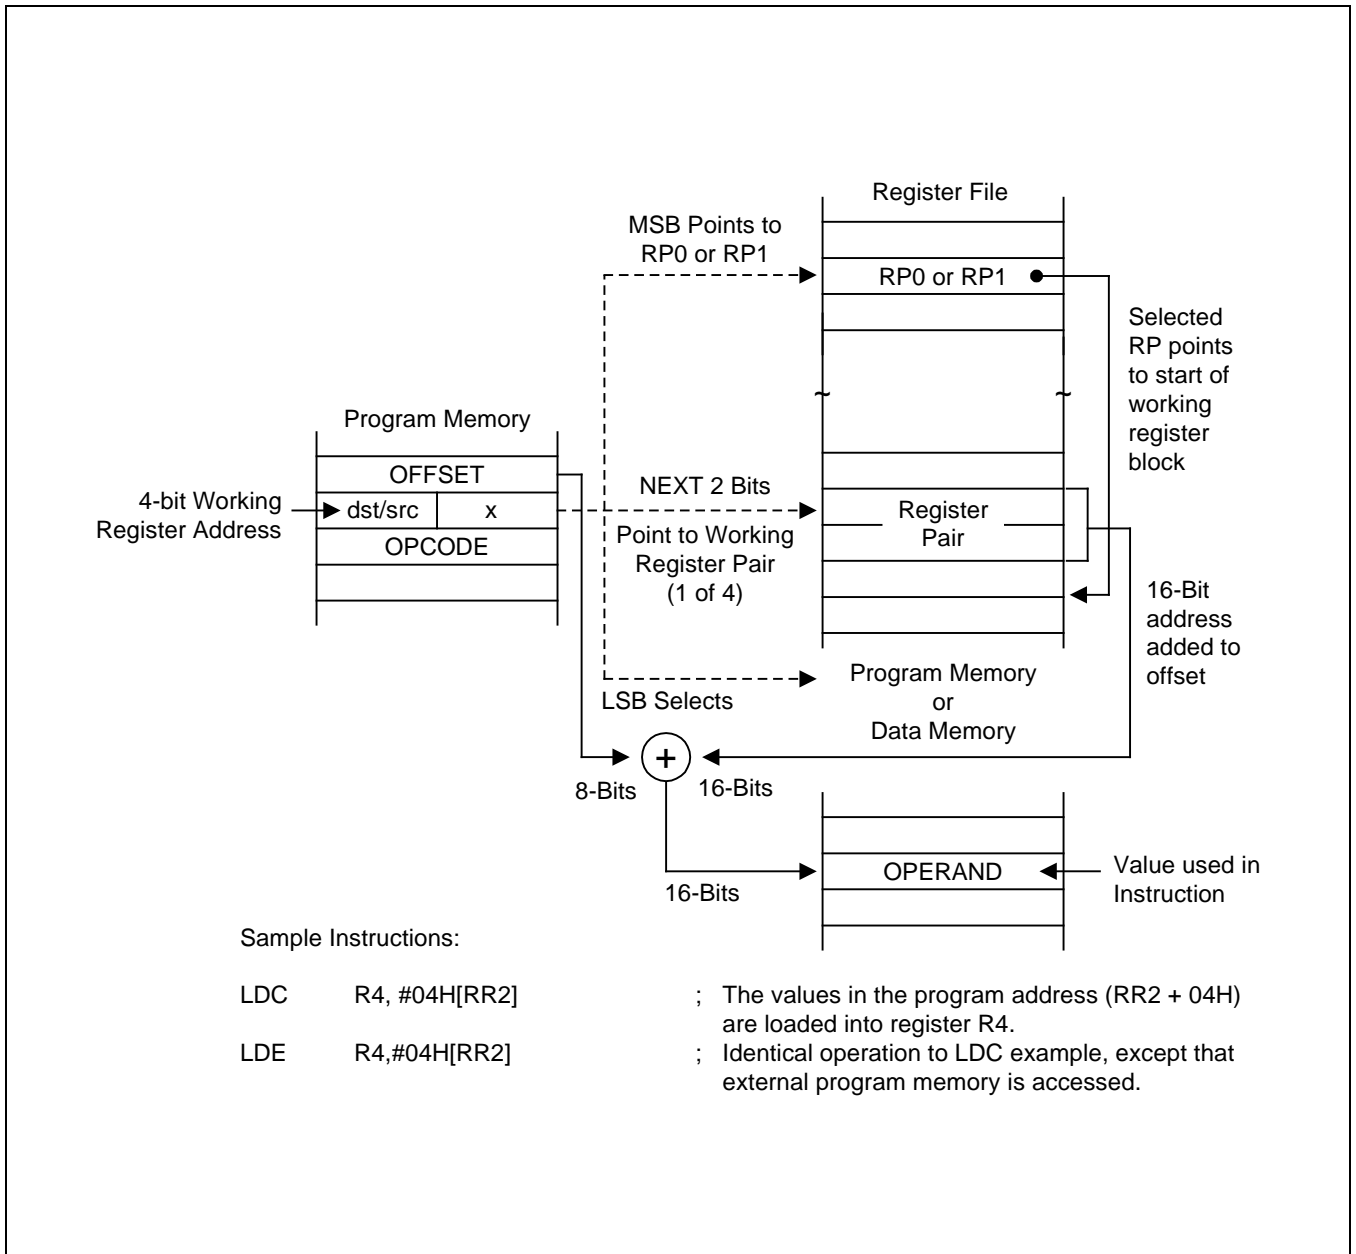 Register File
MSB Points to
RP0 or RP1
RP0 or RP1
Selected
RP points
to start of
working
register
block
~
~
Program Memory
OFFSET
4-bit Working
Register Address
dst/src
x
OPCODE
NEXT 2 Bits
Point to Working
Register Pair
(1 of 4)
Register
Pair
16-Bit
address
added to
offset
LSB Selects
Program Memory
or
Data Memory
+
8-Bits
16-Bits
16-Bits
OPERAND
Value used in
Instruction
Sample Instructions:
LDC R4, #04H[RR2] ; The values in the program address (RR2 + 04H)
are loaded into register R4.
LDE R4,#04H[RR2] ; Identical operation to LDC example, except that
external program memory is accessed.